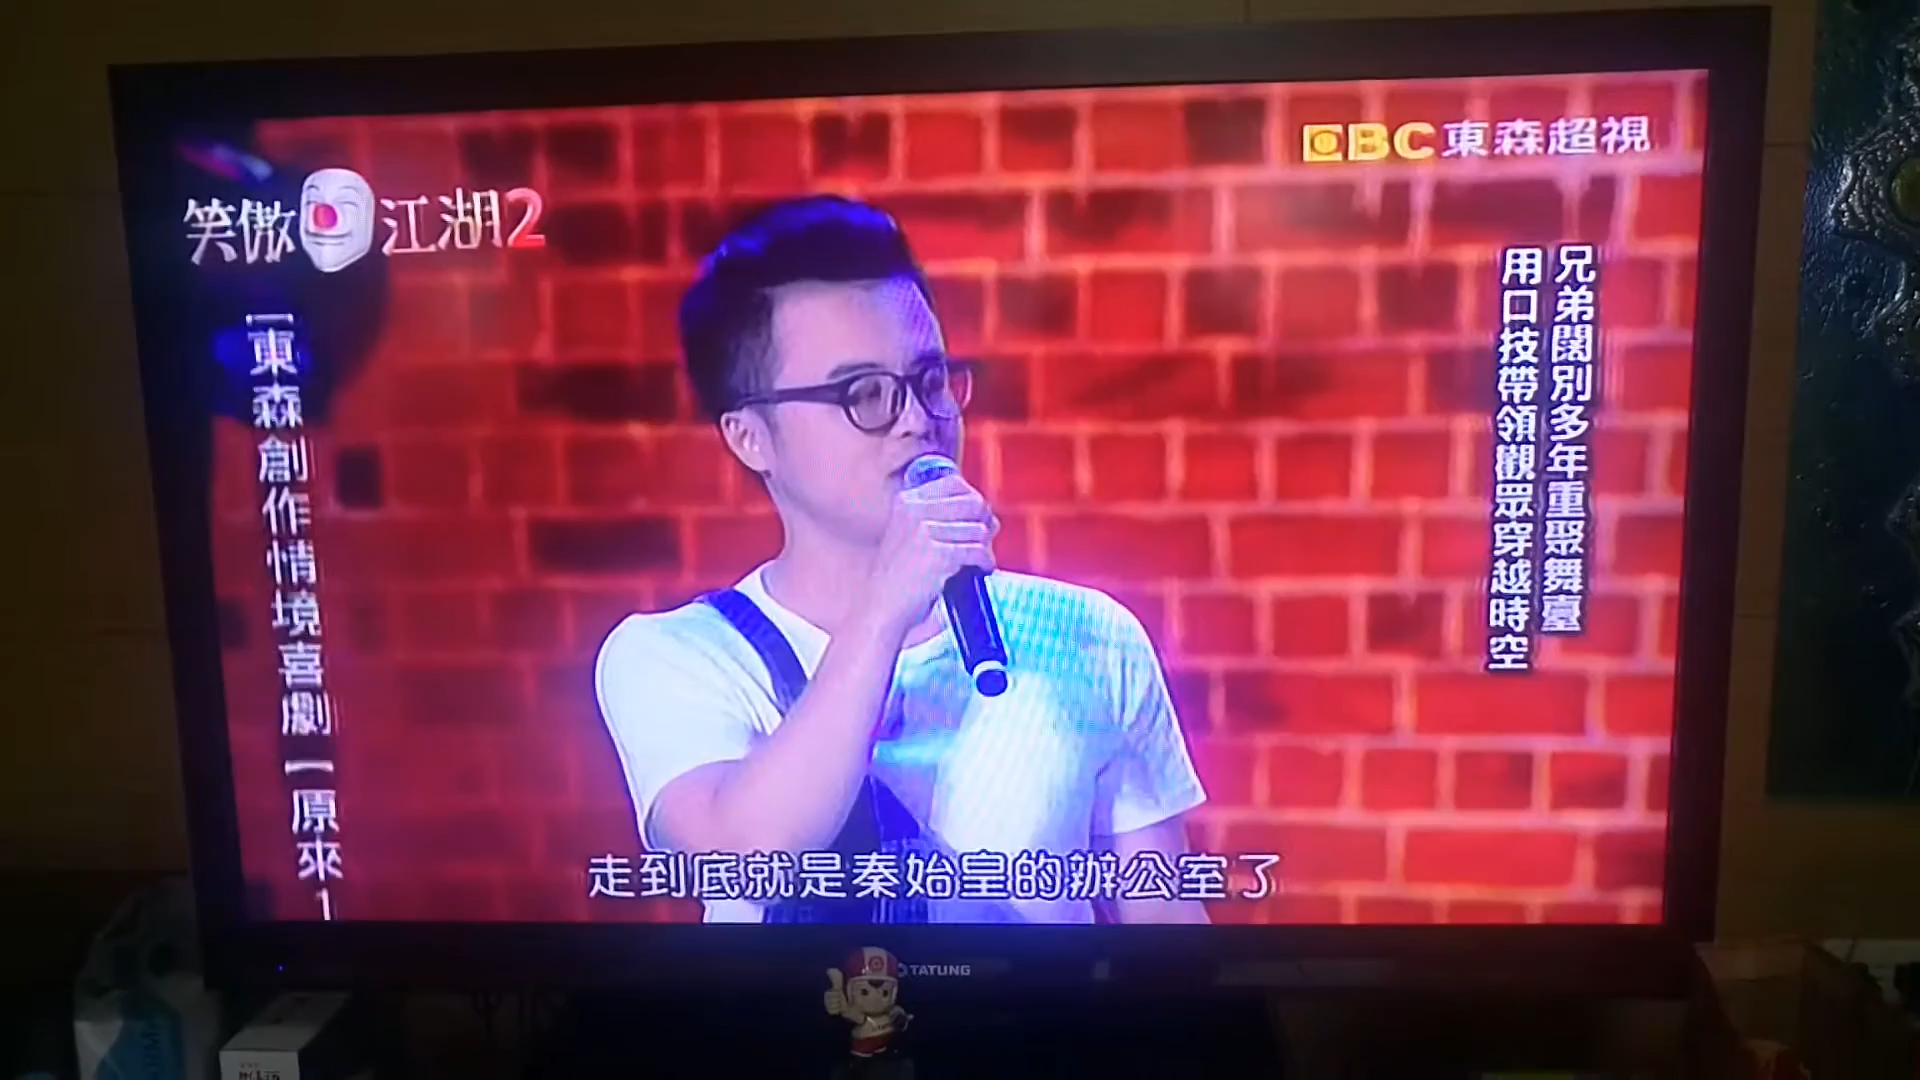 EBC東森超視
笑傲江湖2
兄弟闊別多年重聚舞臺
用口技帶領觀眾穿越時空
東森創作情境喜劇【原來1
走到底就是秦始皇的辦公室了
TATUNG